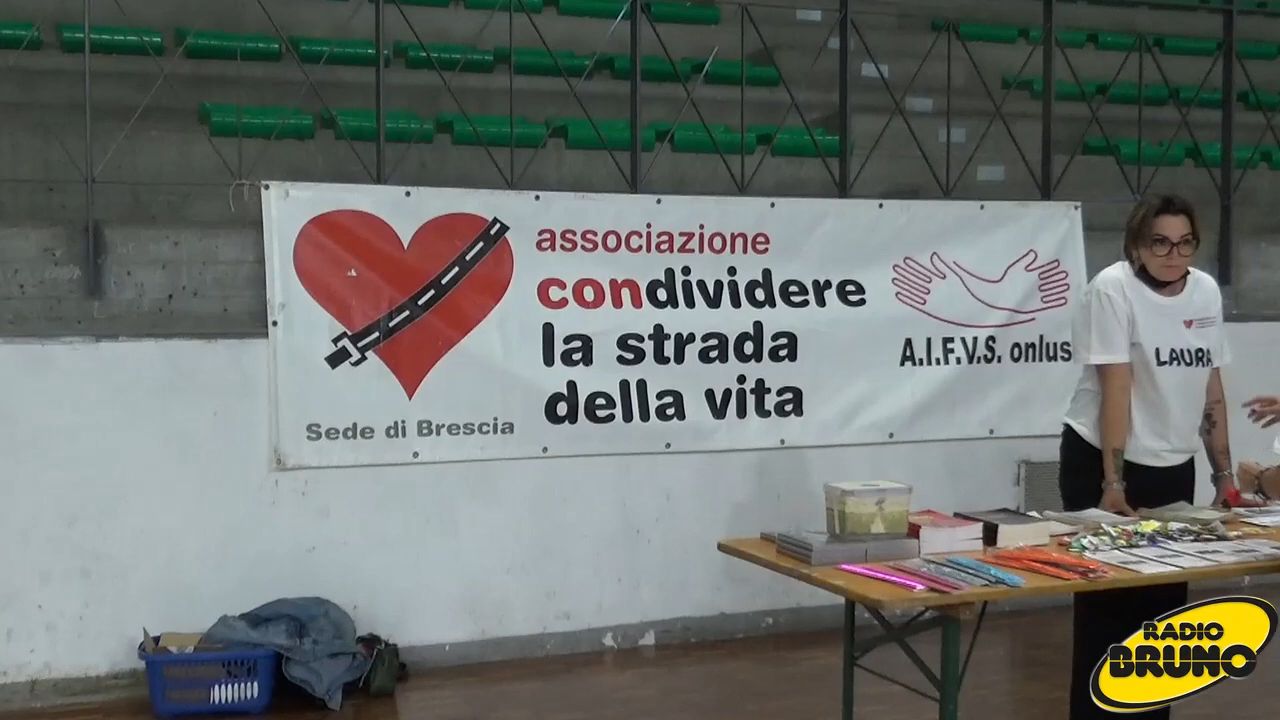 associazione
condividere
la strada
della vita
Sede di Brescia
A.I.F.V.S. onlus
LAURA
RADIO
BRUNO